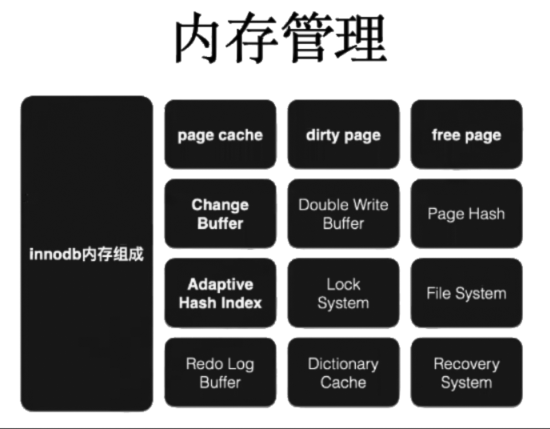 内存管理
innodb内存组成
page cache
dirty page
free page
Change
Buffer
Double Write
Buffer
Page Hash
Adaptive
Hash Index
Lock
System
File System
Redo Log
Buffer
Dictionary
Cache
Recovery
System